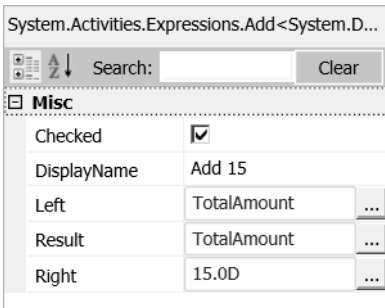 System.Activities.Expressions.Add<System.D...
Search: Clear
Misc
Checked
DisplayName Add 15
Left TotalAmount ...
Result TotalAmount ...
Right 15.0D ...